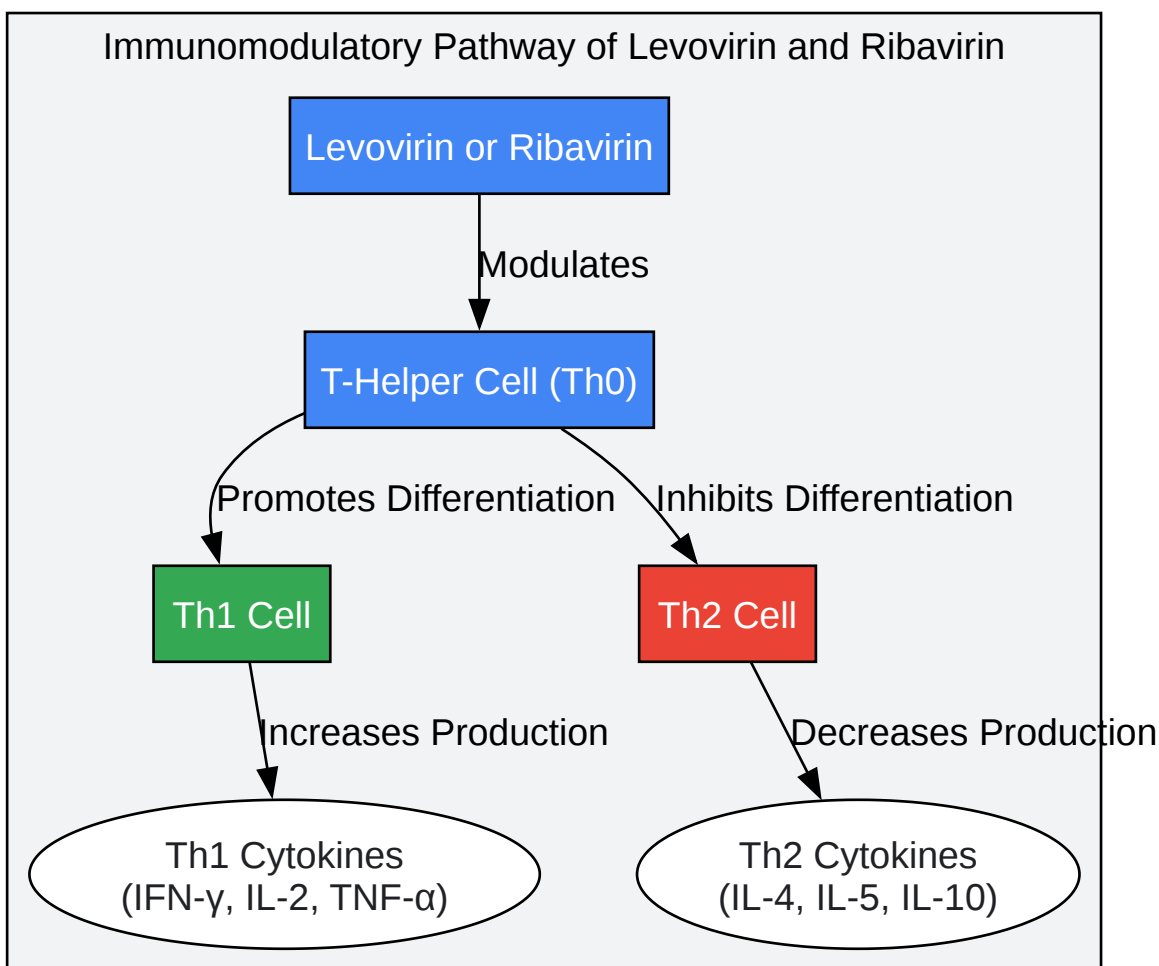 Immunomodulatory Pathway of Levovirin and Ribavirin
Levovirin or Ribavirin
Modulates
T-Helper Cell (Th0)
Promotes Differentiation
Inhibits Differentiation
Th1 Cell
Th2 Cell
Increases Production
Decreases Production
Th1 Cytokines
(IFN-γ, IL-2, TNF-α)
Th2 Cytokines
(IL-4, IL-5, IL-10)